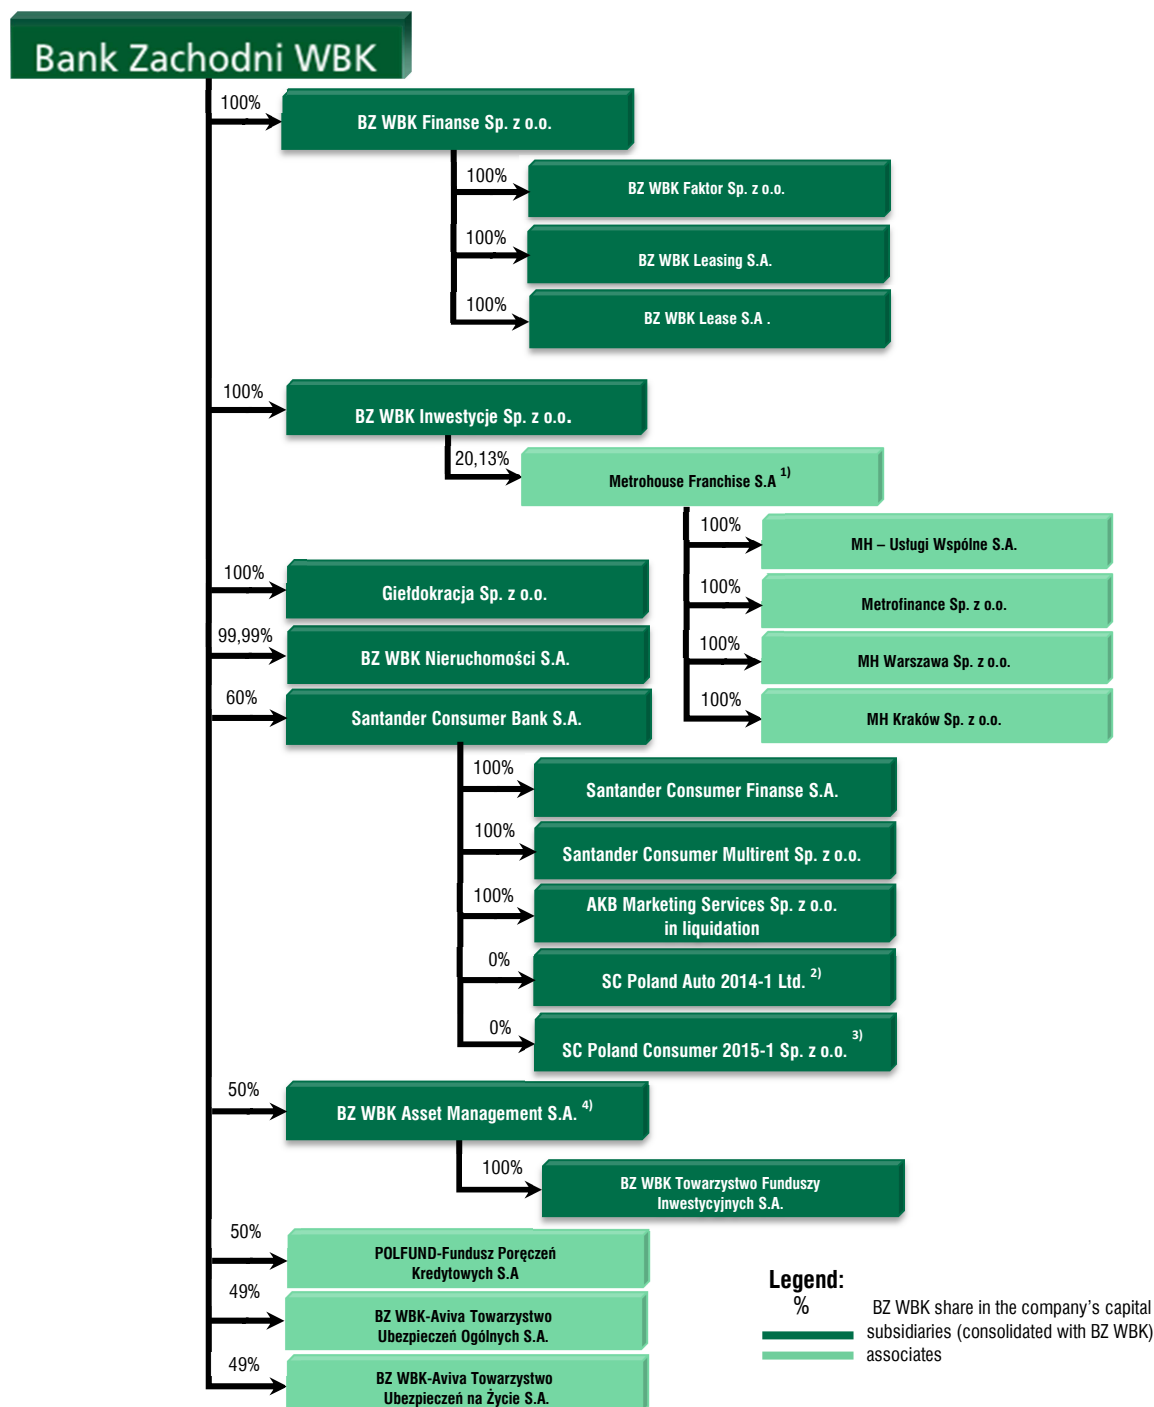 Bank Zachodni WBK
100%
BZ WBK Finanse Sp. z o.o.
100%
BZ WBK Faktor Sp. z o.o.
100%
BZ WBK Leasing S.A.
100%
BZ WBK Lease S.A .
100%
BZ WBK Inwestycje Sp. z o.o.
20,13%
Metrohouse Franchise S.A 1)
100%
MH – Usługi Wspólne S.A.
100%
Metrofinance Sp. z o.o.
100%
MH Warszawa Sp. z o.o.
100%
MH Kraków Sp. z o.o.
100%
Giełdokracja Sp. z o.o.
99,99%
BZ WBK Nieruchomości S.A.
60%
Santander Consumer Bank S.A.
100%
Santander Consumer Finanse S.A.
100%
Santander Consumer Multirent Sp. z o.o.
100%
AKB Marketing Services Sp. z o.o.
in liquidation
0%
SC Poland Auto 2014-1 Ltd. 2)
0%
SC Poland Consumer 2015-1 Sp. z o.o. 3)
50%
BZ WBK Asset Management S.A. 4)
100%
BZ WBK Towarzystwo Funduszy
Inwestycyjnych S.A.
50%
POLFUND-Fundusz Poręczeń
Kredytowych S.A
49%
BZ WBK-Aviva Towarzystwo
Ubezpieczeń Ogólnych S.A.
49%
BZ WBK-Aviva Towarzystwo
Ubezpieczeń na Życie S.A.
Legend:
% BZ WBK share in the company's capital
subsidiaries (consolidated with BZ WBK)
associates